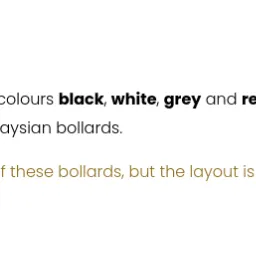 colours black, white, grey and re
aysian bollards.
f these bollards, but the layout is